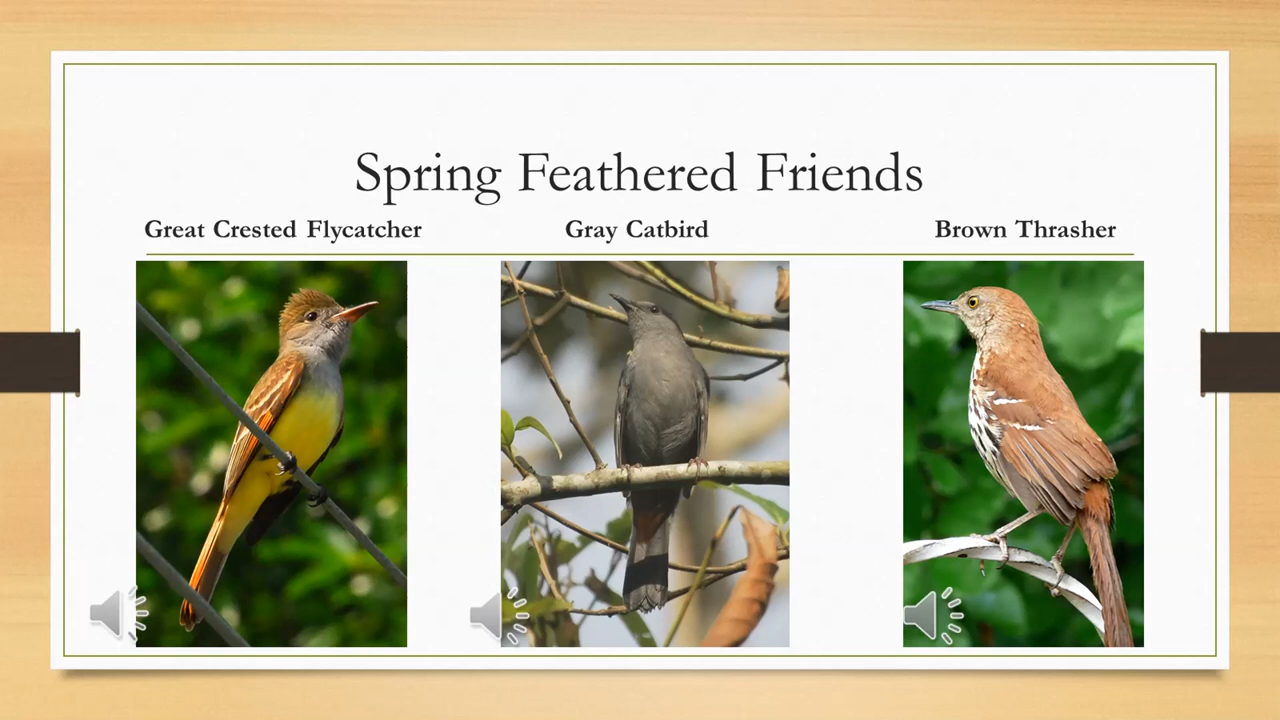 Spring Feathered Friends
Great Crested Flycatcher
Gray Catbird
Brown Thrasher